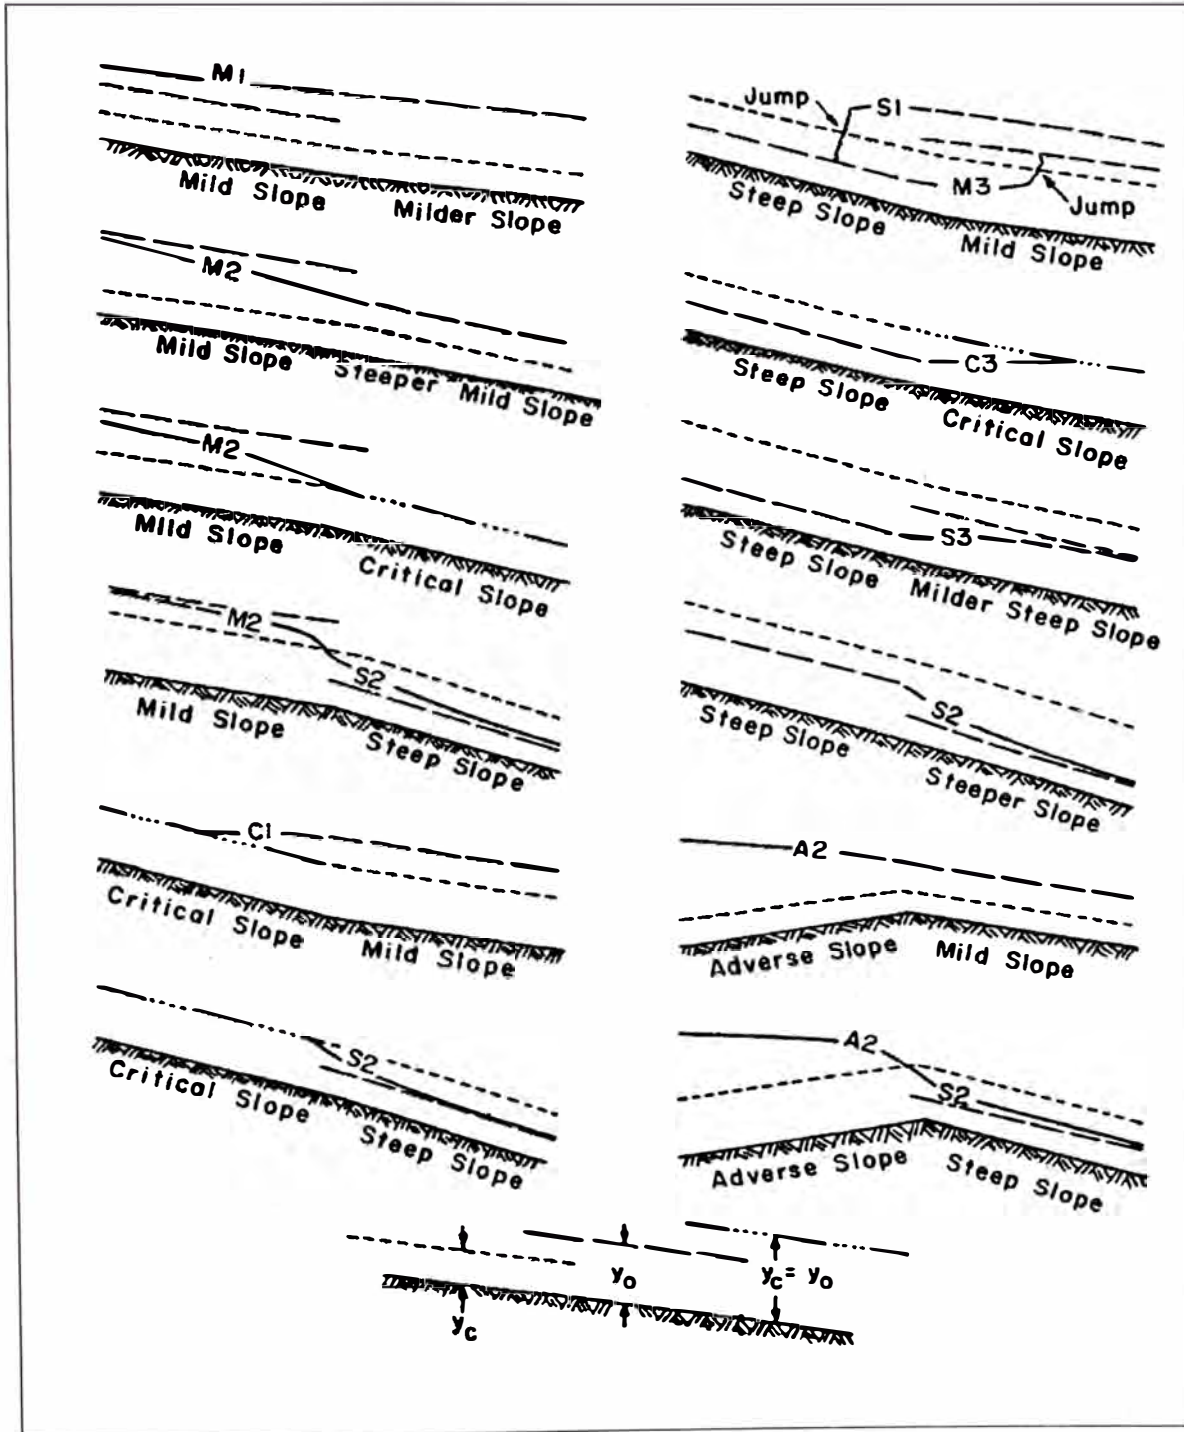 M1
Mild Slope
Milder Slope
M2
Mild Slope
Steeper Mild Slope
M2
Mild Slope
Critical Slope
M2
S2
Mild Slope
Steep Slope
C1
Critical Slope
Mild Slope
S2
Critical Slope
Steep Slope
Jump
S1
M3
Jump
Steep Slope
Mild Slope
C3
Steep Slope
Critical Slope
S3
Steep Slope
Milder Steep Slope
S2
Steep Slope
Steeper Slope
A2
Adverse Slope
Mild Slope
A2
S2
Adverse Slope
Steep Slope
yc
yo
yc = yo